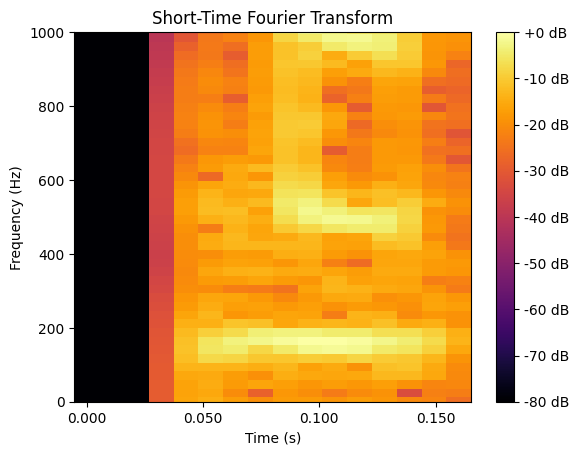 Short-Time Fourier Transform
Frequency (Hz)
1000
800
600
400
200
0
0.000
0.050
0.100
0.150
Time (s)
+0 dB
-10 dB
-20 dB
-30 dB
-40 dB
-50 dB
-60 dB
-70 dB
-80 dB